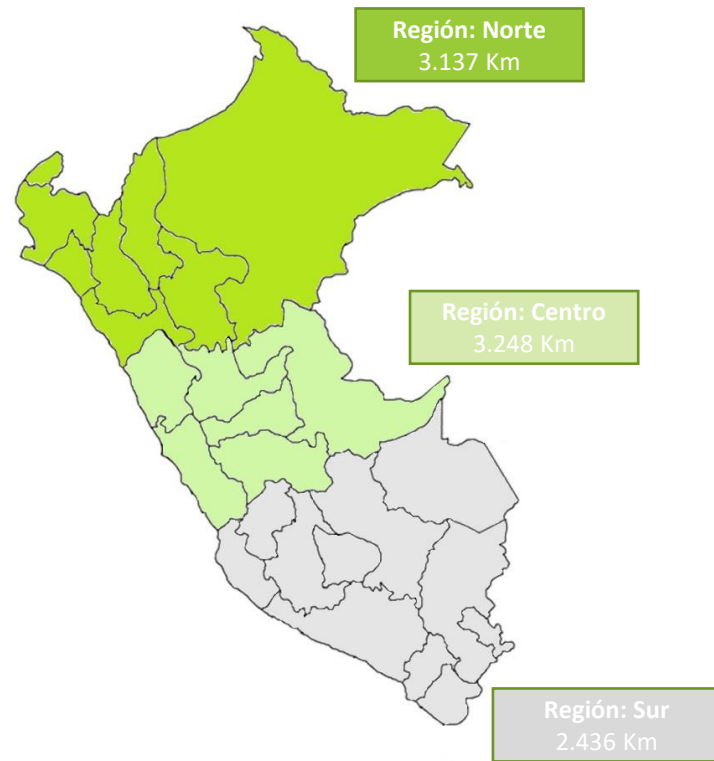 Región: Norte
3.137 Km
Región: Centro
3.248 Km
Región: Sur
2.436 Km